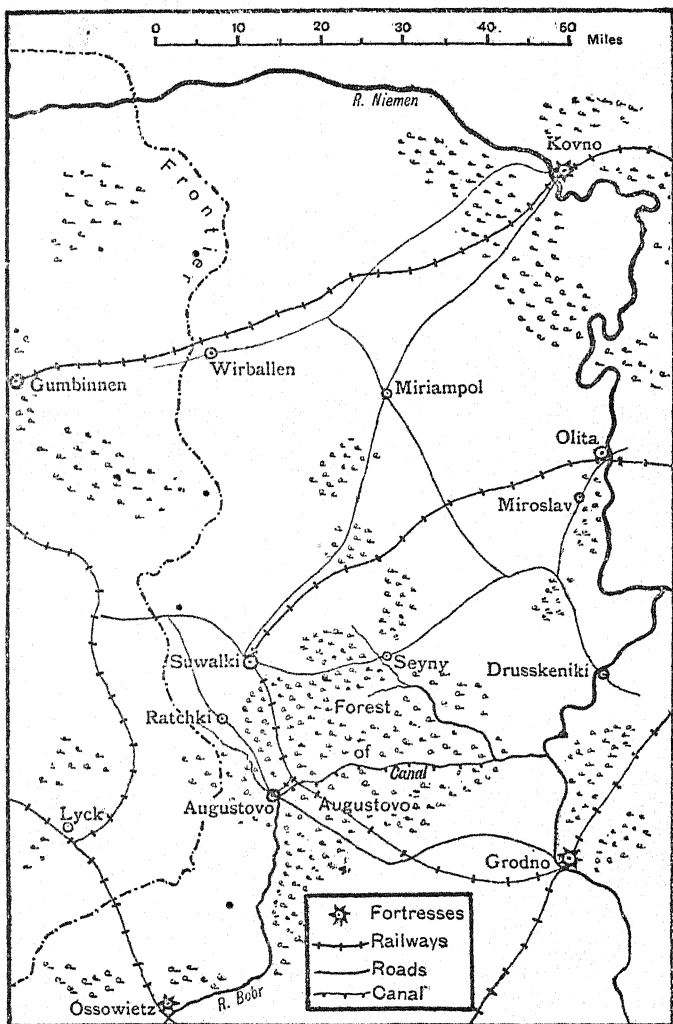 0 10 20 30 40 50 Miles
R. Niemen
Kovno
Frontier
Wirballen
Gumbinnen
Miriampol
Olita
Miroslav
Suwalki
Seyny
Drusskeniki
Ratchki
Forest
of
Canal
Augustovo
Augustovo
Lyck
Grodno
Fortresses
Railways
Roads
Canal
Ossowietz
R. Bobr